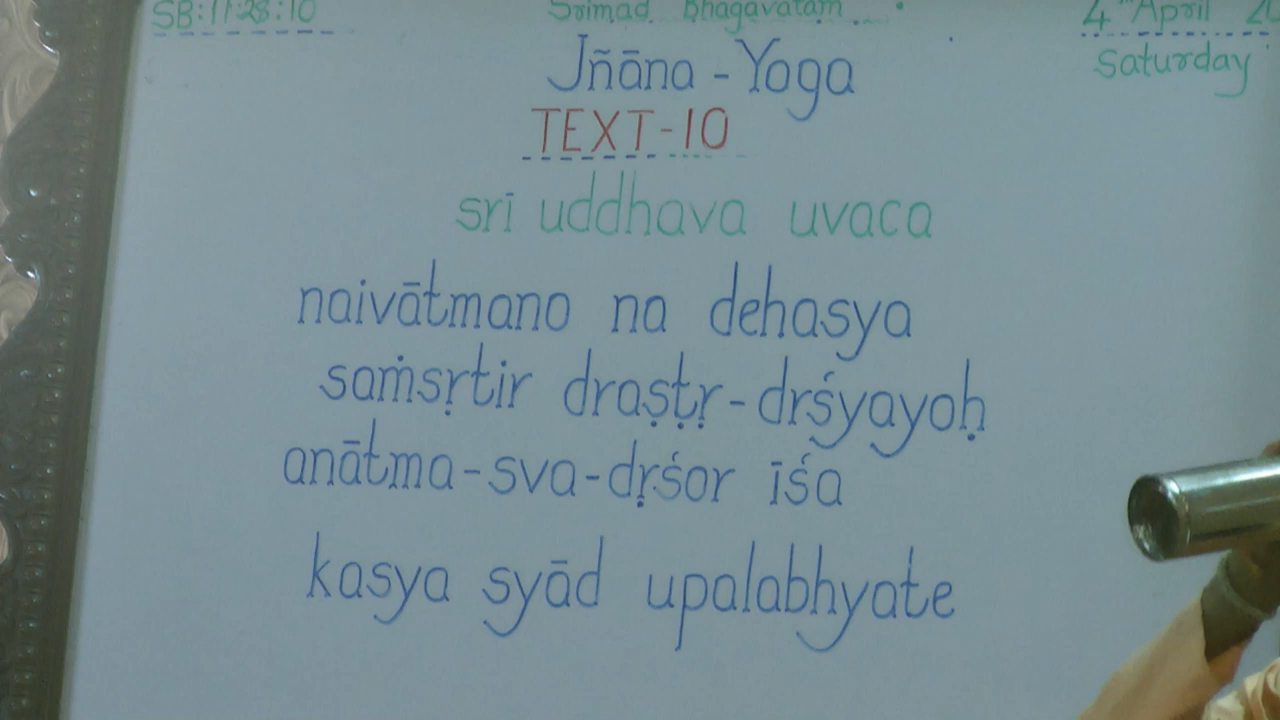 SB:11:28:10 Srimad Bhagavatam 4th April
Saturday
Jñāna - Yoga
TEXT-10
srī uddhava uvaca
naivātmano na dehasya
saṁsṛtir draṣṭṛ-drśyayoḥ
anātma-sva-dṛśor īśa
kasya syād upalabhyate